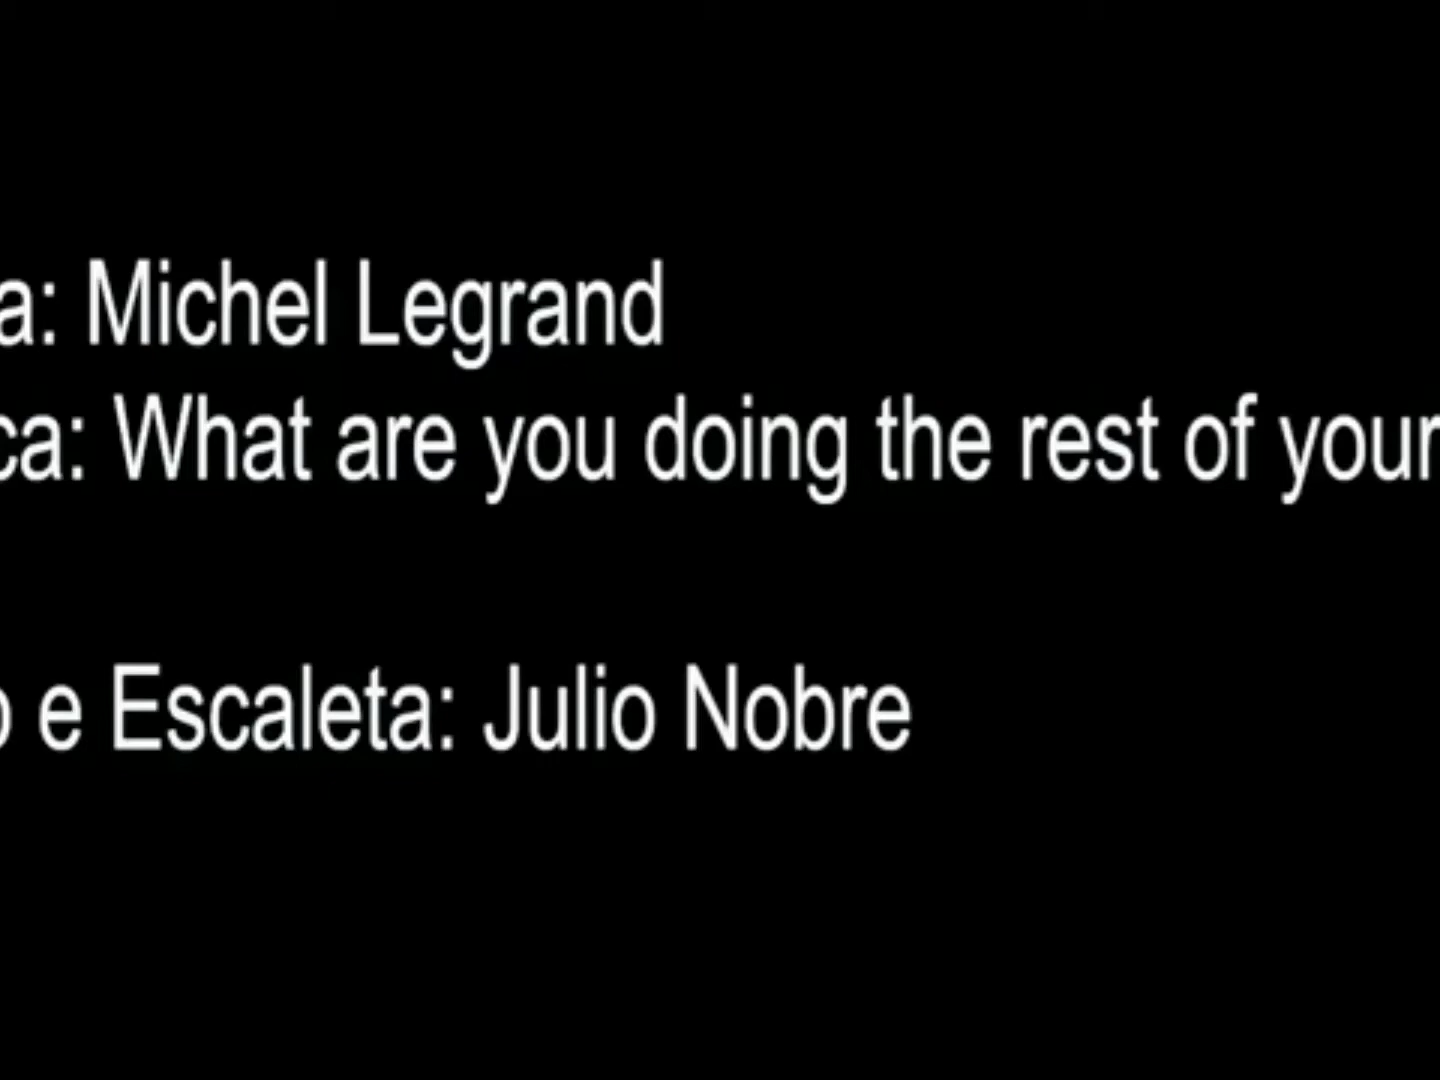 a: Michel Legrand
ca: What are you doing the rest of your
o e Escaleta: Julio Nobre